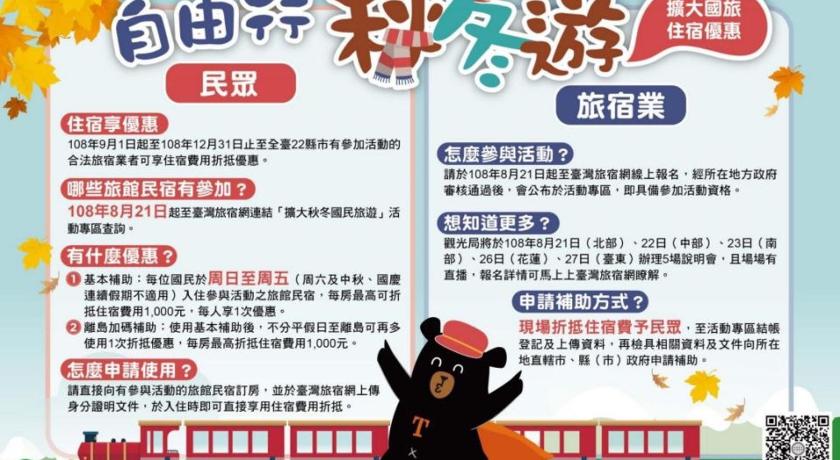 自由行 秋冬遊
擴大國旅
住宿優惠
民眾
住宿享優惠
108年9月1日起至108年12月31日止至全臺22縣市有參加活動的
合法旅宿業者可享住宿費用折抵優惠。
哪些旅館民宿有參加？
108年8月21日起至臺灣旅宿網連結「擴大秋冬國民旅遊」活
動專區查詢。
有什麼優惠？
1 基本補助：每位國民於周日至周五（周六及中秋、國慶
連續假期不適用）入住參與活動之旅館民宿，每房最高可折
抵住宿費用1,000元，每人享1次優惠。
2 離島加碼補助：使用基本補助後，不分平假日至離島可再多
使用1次折抵優惠，每房最高折抵住宿費用1,000元。
怎麼申請使用？
請直接向有參與活動的旅館民宿訂房，並於臺灣旅宿網上傳
身分證明文件，於入住時即可直接享用住宿費用折抵。
旅宿業
怎麼參與活動？
請於108年8月21日起至臺灣旅宿網線上報名，經所在地方政府
審核通過後，會公布於活動專區，即具備參加活動資格。
想知道更多？
觀光局將於108年8月21日（北部）、22日（中部）、23日（南
部）、26日（花蓮）、27日（臺東）辦理5場說明會，且場場有
直播，報名詳情可馬上上臺灣旅宿網瞭解。
申請補助方式？
現場折抵住宿費予民眾，至活動專區結帳
登記及上傳資料，再檢具相關資料及文件向所在
地直轄市、縣（市）政府申請補助。
T
x